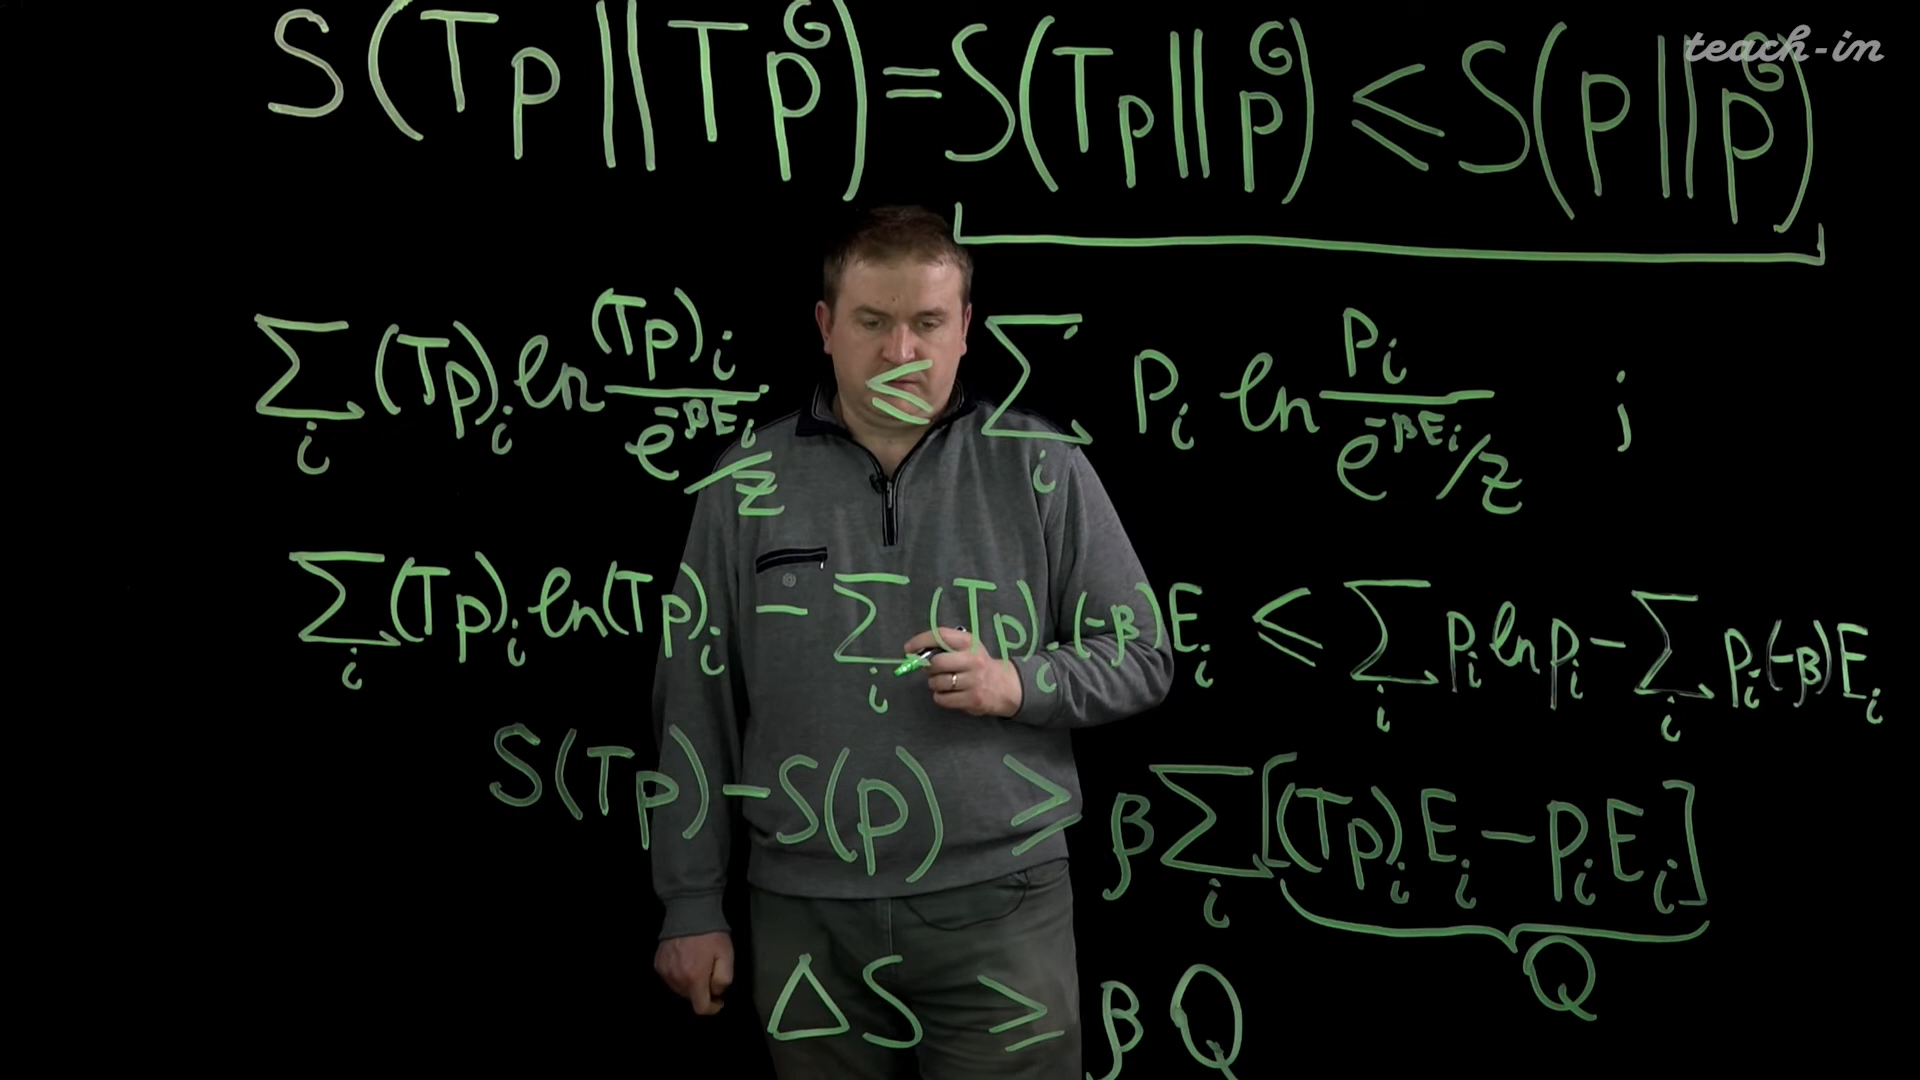 teach-in
S(Tp||Tp^G) = S(Tp||p^G) ≤ S(p||p^G)
∑_i (Tp)_i ln (Tp)_i / (e^{-βE_i}/Z) ≤ ∑_i p_i ln p_i / (e^{-βE_i}/Z) ;
∑_i (Tp)_i ln(Tp)_i − ∑_i (Tp)_i (-β)E_i ≤ ∑_i p_i ln p_i − ∑_i p_i (-β)E_i
S(Tp) − S(p) ≥ β ∑_i [(Tp)_i E_i − p_i E_i]
Q
ΔS ≥ βQ